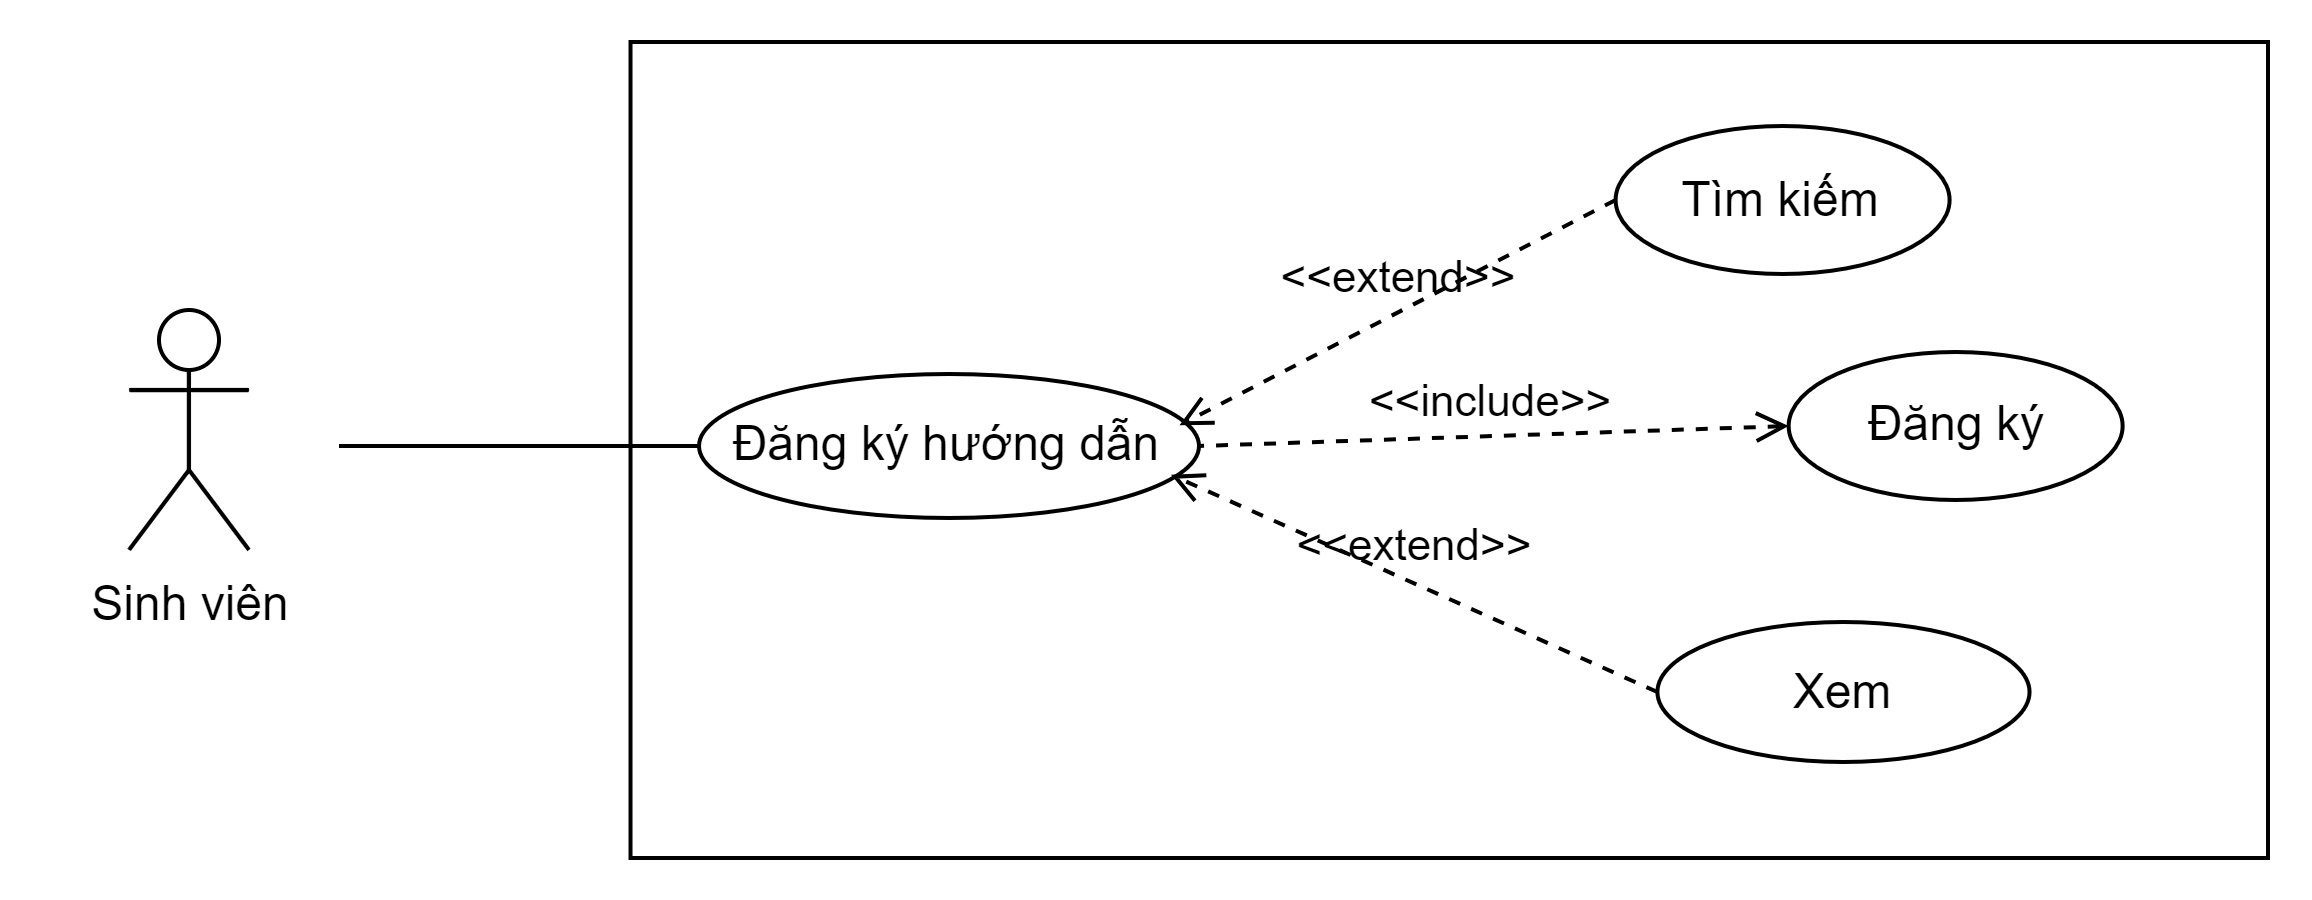 Tìm kiếm
<<extend>>
<<include>>
Đăng ký
Đăng ký hướng dẫn
<<extend>>
Sinh viên
Xem